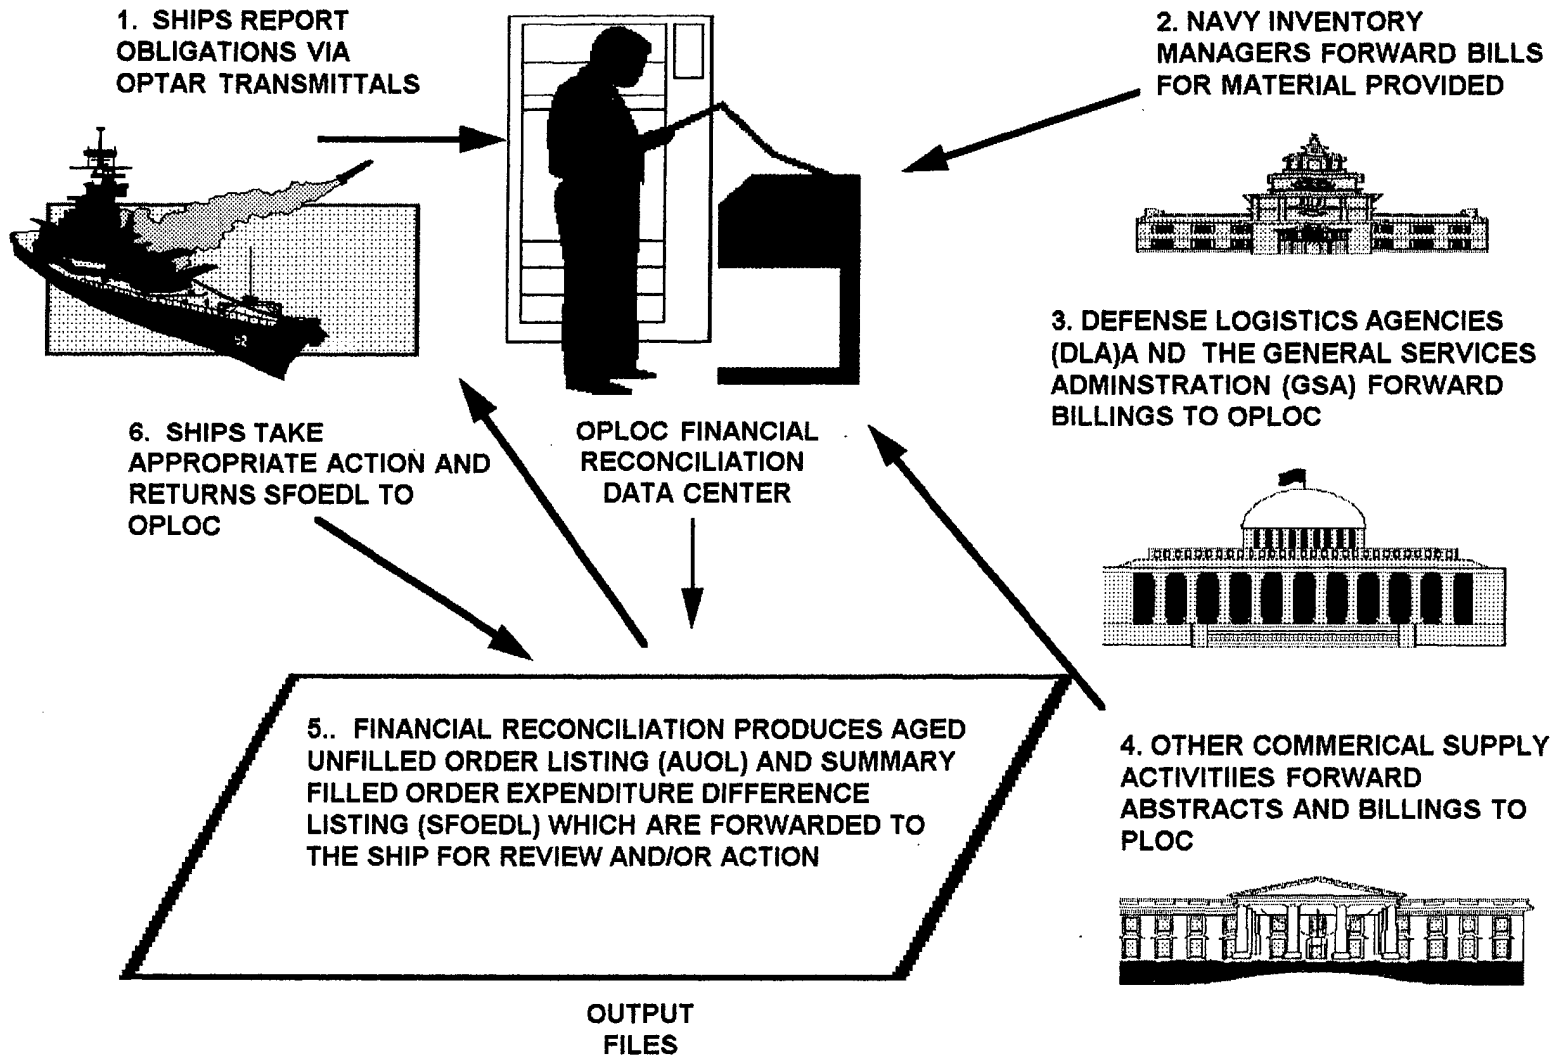 1. SHIPS REPORT
OBLIGATIONS VIA
OPTAR TRANSMITTALS
2. NAVY INVENTORY
MANAGERS FORWARD BILLS
FOR MATERIAL PROVIDED
3. DEFENSE LOGISTICS AGENCIES
(DLA)A ND THE GENERAL SERVICES
ADMINSTRATION (GSA) FORWARD
BILLINGS TO OPLOC
6. SHIPS TAKE
APPROPRIATE ACTION AND
RETURNS SFOEDL TO
OPLOC
OPLOC FINANCIAL
RECONCILIATION
DATA CENTER
5.. FINANCIAL RECONCILIATION PRODUCES AGED
UNFILLED ORDER LISTING (AUOL) AND SUMMARY
FILLED ORDER EXPENDITURE DIFFERENCE
LISTING (SFOEDL) WHICH ARE FORWARDED TO
THE SHIP FOR REVIEW AND/OR ACTION
4. OTHER COMMERICAL SUPPLY
ACTIVITIIES FORWARD
ABSTRACTS AND BILLINGS TO
PLOC
OUTPUT
FILES